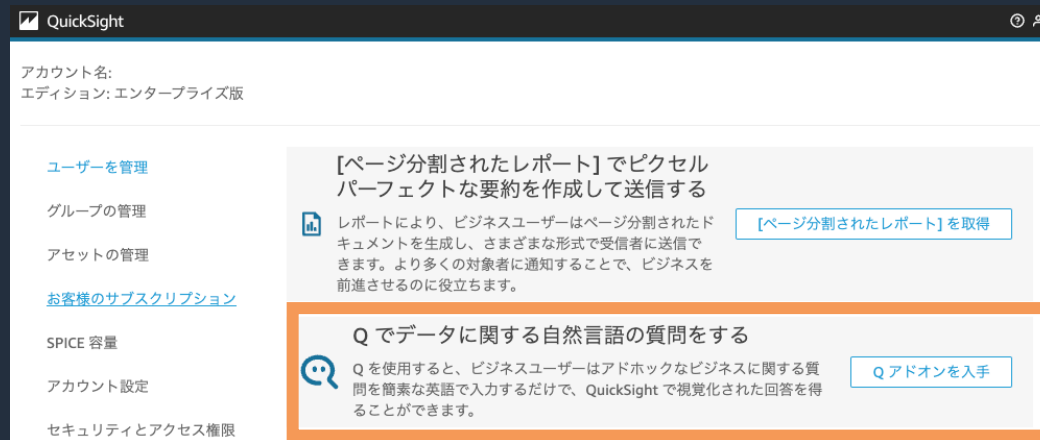 QuickSight
アカウント名:
エディション: エンタープライズ版
ユーザーを管理
グループの管理
アセットの管理
お客様のサブスクリプション
SPICE 容量
アカウント設定
セキュリティとアクセス権限
[ページ分割されたレポート] でピクセル
パーフェクトな要約を作成して送信する
レポートにより、ビジネスユーザーはページ分割されたド
キュメントを生成し、さまざまな形式で受信者に送信で
きます。より多くの対象者に通知することで、ビジネスを
前進させるのに役立ちます。
[ページ分割されたレポート] を取得
Q でデータに関する自然言語の質問をする
Q を使用すると、ビジネスユーザーはアドホックなビジネスに関する質
問を簡素な英語で入力するだけで、QuickSight で視覚化された回答を得
ることができます。
Q アドオンを入手